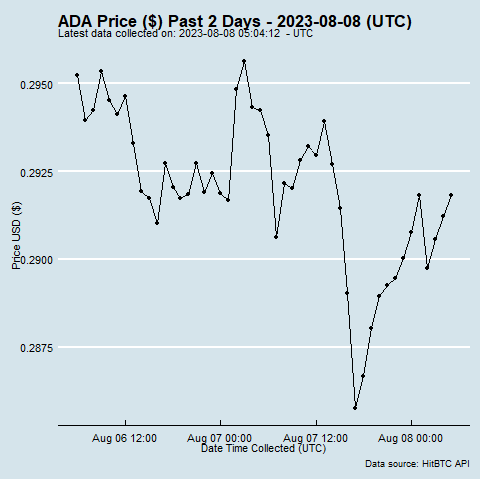 ADA Price ($) Past 2 Days - 2023-08-08 (UTC)
Latest data collected on: 2023-08-08 05:04:12 - UTC
0.2950
0.2925
0.2900
0.2875
Price USD ($)
Aug 06 12:00
Aug 07 00:00
Aug 07 12:00
Aug 08 00:00
Date Time Collected (UTC)
Data source: HitBTC API